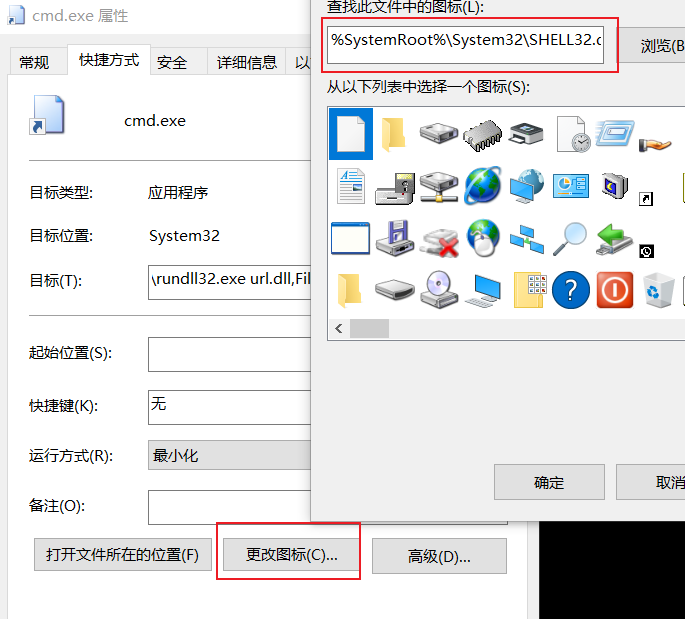 cmd.exe 属性
常规
快捷方式
安全
详细信息
以
cmd.exe
目标类型:
应用程序
目标位置:
System32
目标(T):
\rundll32.exe url.dll,Fil
起始位置(S):
快捷键(K):
无
运行方式(R):
最小化
备注(O):
打开文件所在的位置(F)
更改图标(C)...
高级(D)...
查找此文件中的图标(L):
%SystemRoot%\System32\SHELL32.d
浏览(B
从以下列表中选择一个图标(S):
确定
取消